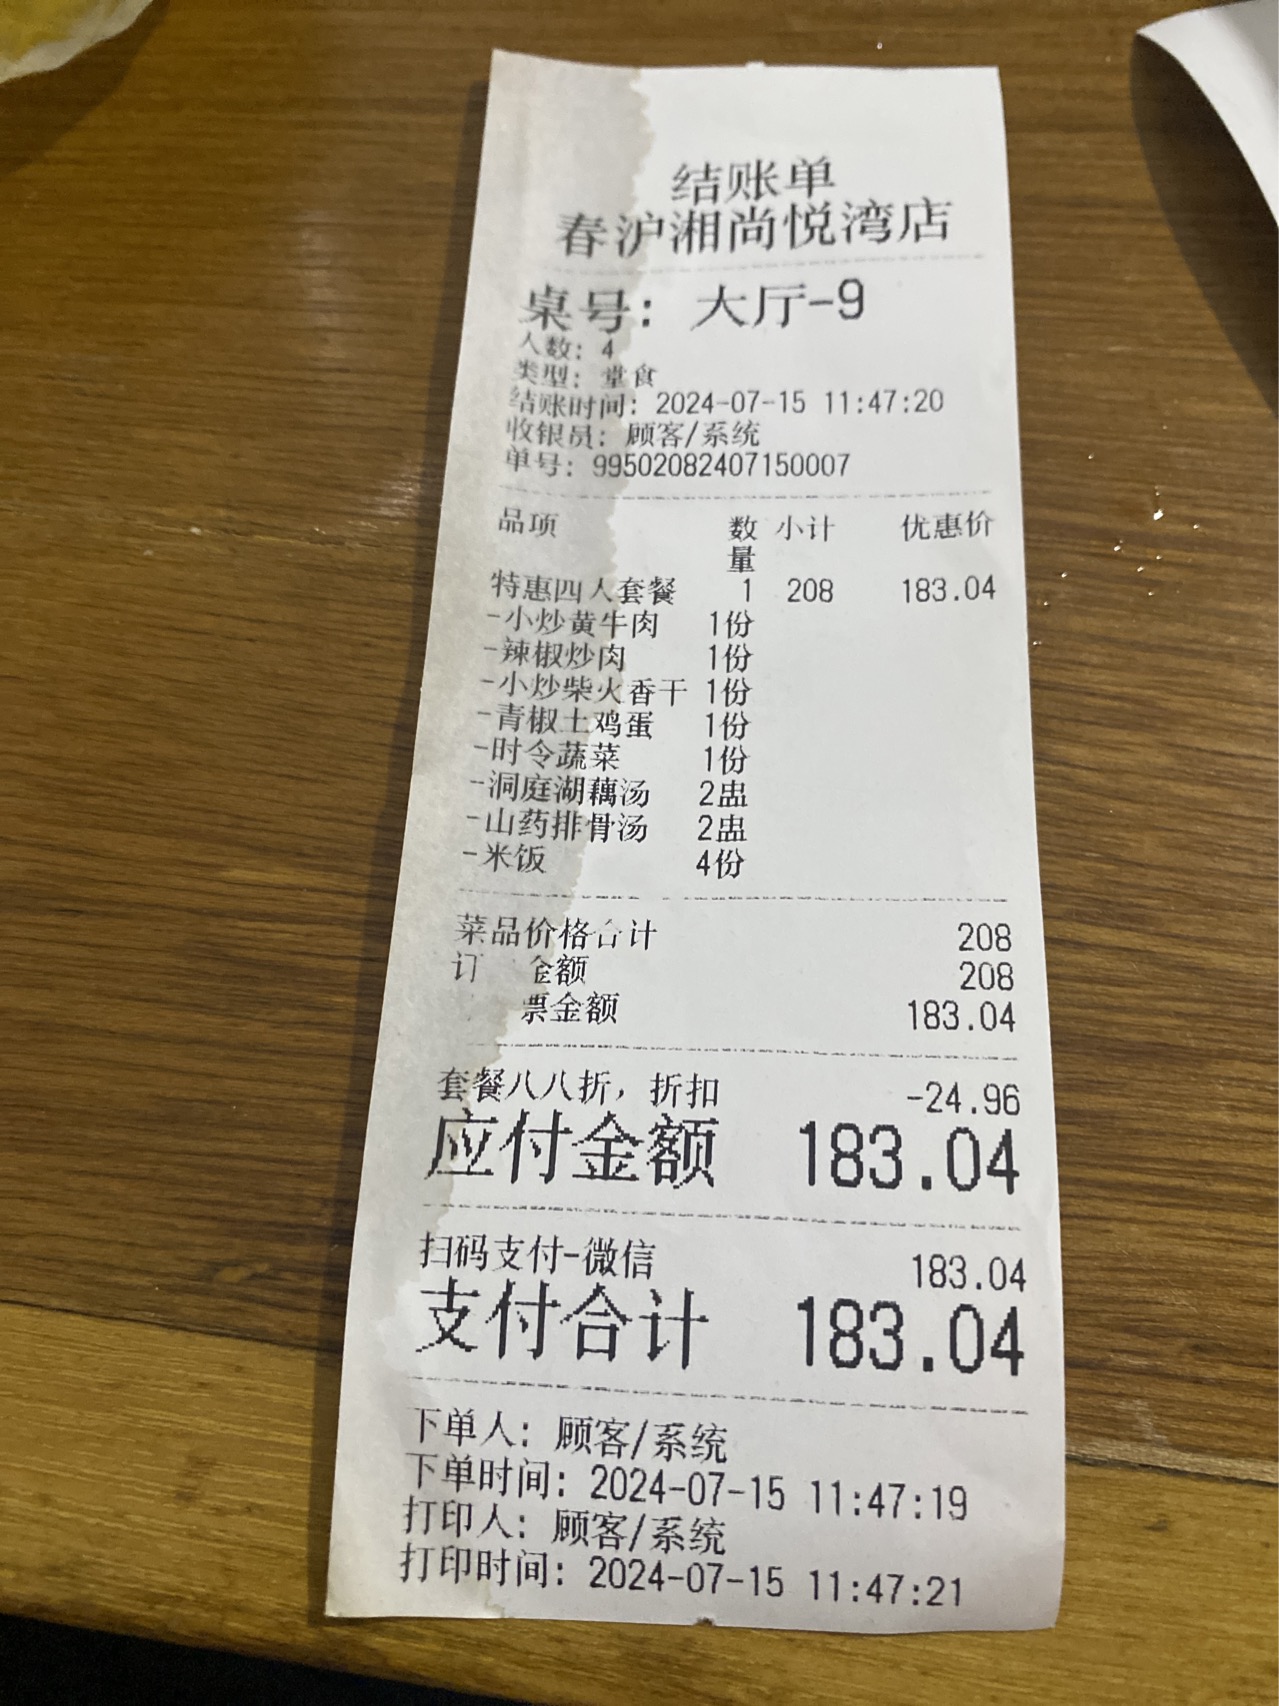 结账单
春沪湘尚悦湾店
桌号: 大厅-9
人数: 4
类型: 堂食
结账时间: 2024-07-15 11:47:20
收银员: 顾客/系统
单号: 99502082407150007
品项 数量 小计 优惠价
特惠四人套餐 1 208 183.04
-小炒黄牛肉 1份
-辣椒炒肉 1份
-小炒柴火香干 1份
-青椒土鸡蛋 1份
-时令蔬菜 1份
-洞庭湖藕汤 2盅
-山药排骨汤 2盅
-米饭 4份
菜品价格合计 208
订 金额 208
票金额 183.04
套餐八八折, 折扣 -24.96
应付金额 183.04
扫码支付-微信 183.04
支付合计 183.04
下单人: 顾客/系统
下单时间: 2024-07-15 11:47:19
打印人: 顾客/系统
打印时间: 2024-07-15 11:47:21